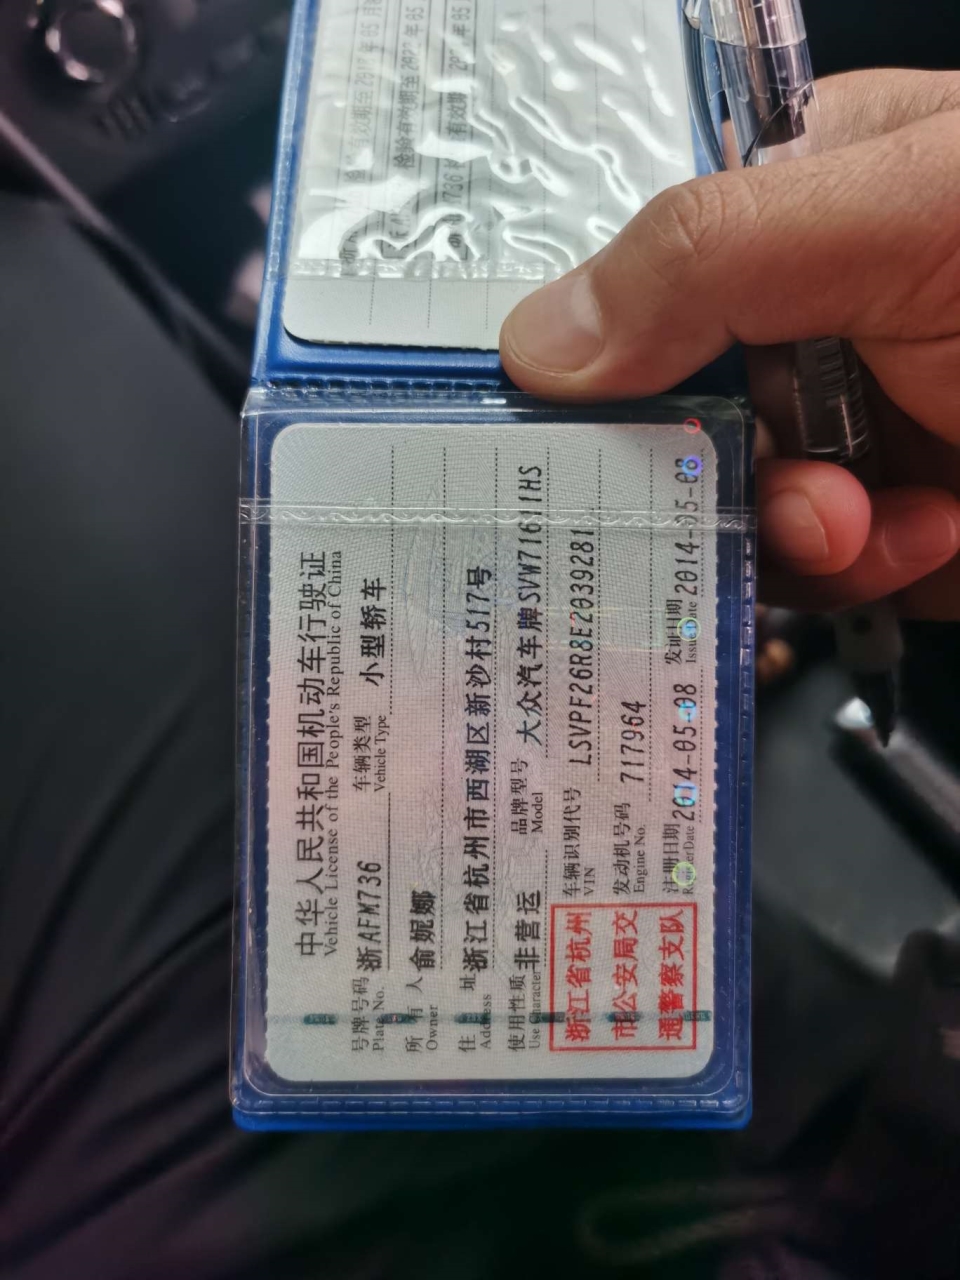 中华人民共和国机动车行驶证
Vehicle License of the People's Republic of China
号牌号码 浙AFM736 车辆类型 小型轿车
Plate No. Vehicle Type
所有人 俞妮娜
Owner
住址 浙江省杭州市西湖区新沙村517号
Address
使用性质 非营运 品牌型号 大众汽车牌SVW71611HS
Use Character Model
车辆识别代号 LSVPF26R8E2039281
VIN
发动机号码 717964
Engine No.
注册日期 2014-05-08 发证日期 2014-05-08
Register Date Issue Date
浙江省杭州
市公安局交
通警察支队
检验有效期至
736